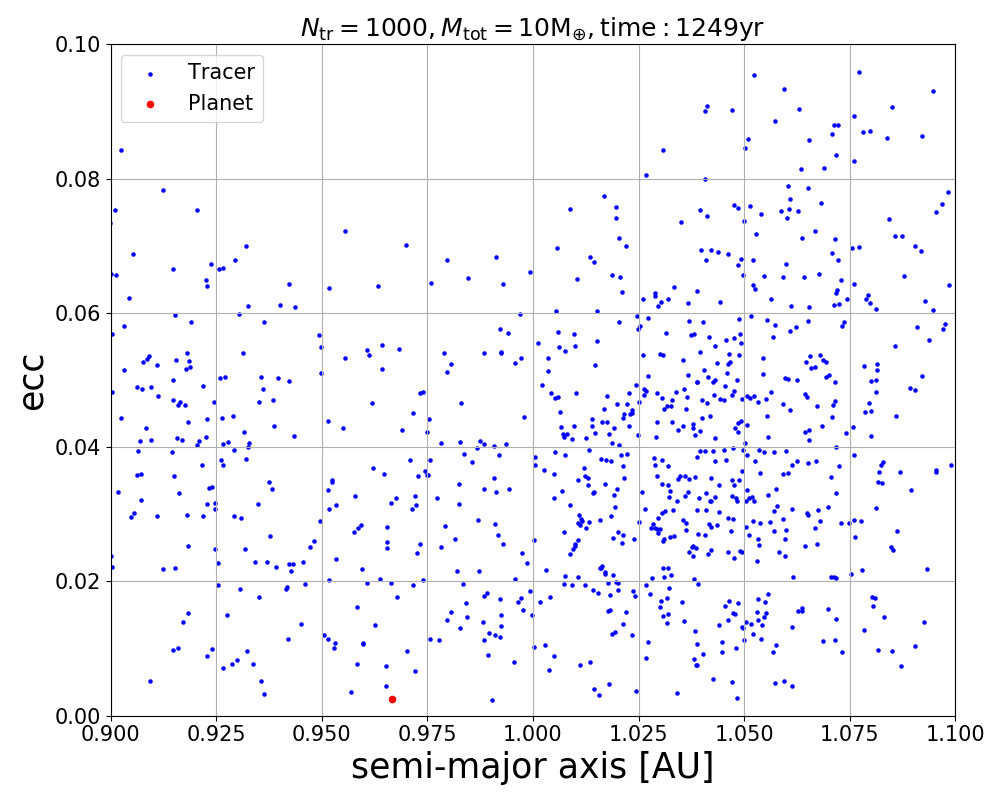 N_tr = 1000, M_tot = 10M_⊕, time : 1249yr
0.10
Tracer
Planet
0.08
0.06
ecc
0.04
0.02
0.00
0.900 0.925 0.950 0.975 1.000 1.025 1.050 1.075 1.100
semi-major axis [AU]